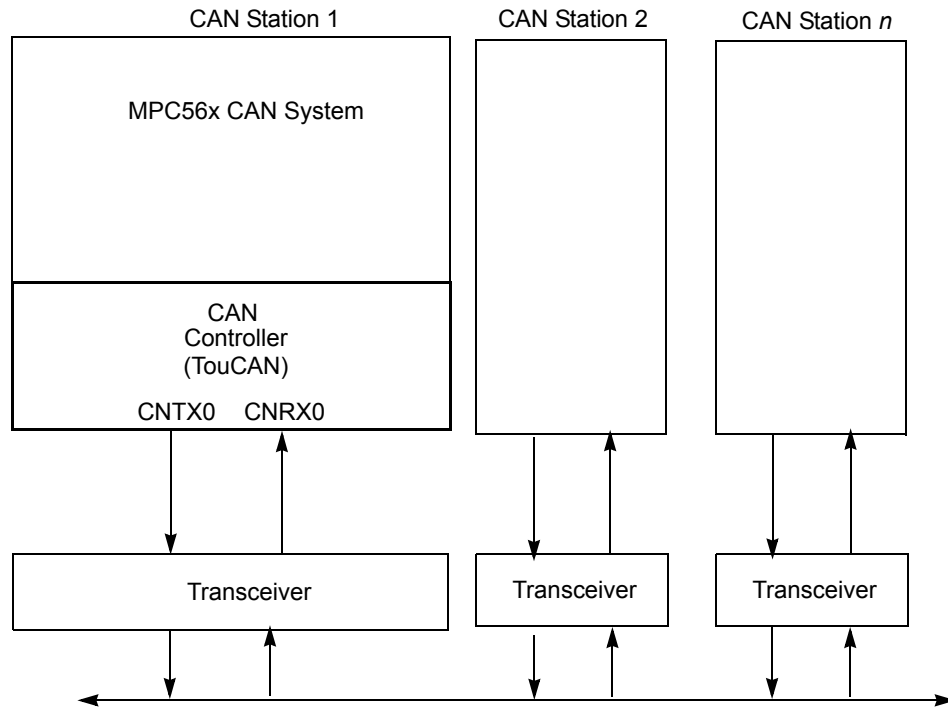 CAN Station 1
CAN Station 2
CAN Station n
MPC56x CAN System
CAN
Controller
(TouCAN)
CNTX0 CNRX0
Transceiver
Transceiver
Transceiver